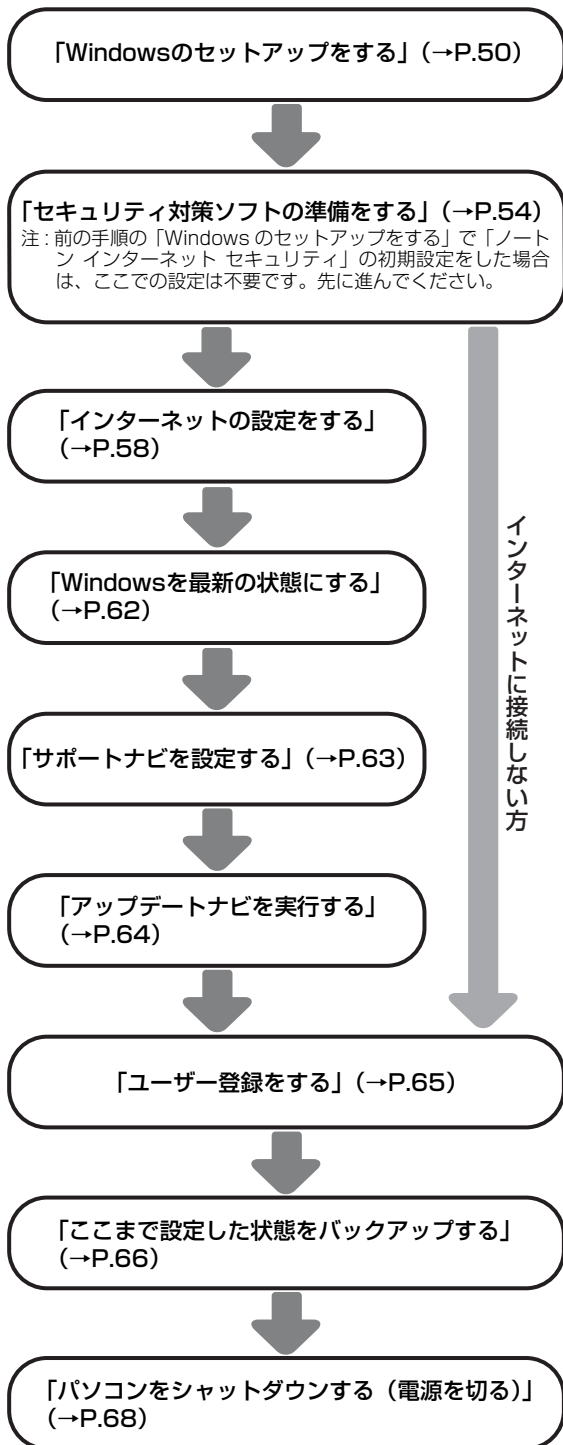 「Windowsのセットアップをする」(→P.50)
「セキュリティ対策ソフトの準備をする」(→P.54)
注：前の手順の「Windows のセットアップをする」で「ノート
ン インターネット セキュリティ」の初期設定をした場合
は、ここでの設定は不要です。先に進んでください。
「インターネットの設定をする」
(→P.58)
「Windowsを最新の状態にする」
(→P.62)
「サポートナビを設定する」(→P.63)
「アップデートナビを実行する」
(→P.64)
インターネットに接続しない方
「ユーザー登録をする」(→P.65)
「ここまで設定した状態をバックアップする」
(→P.66)
「パソコンをシャットダウンする（電源を切る）」
(→P.68)